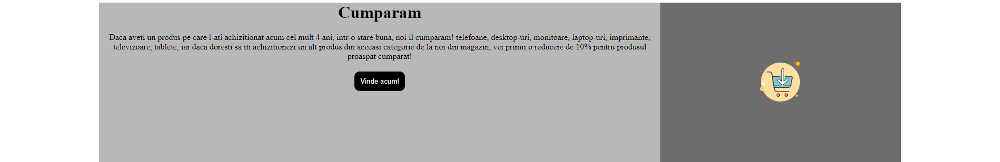 Cumparam
Daca aveti un produs pe care l-ati achizitionat acum cel mult 4 ani, intr-o stare buna, noi il cumparam! telefoane, desktop-uri, monitoare, laptop-uri, imprimante,
televizoare, tablete, iar daca doresti sa iti achizitionezi un alt produs din aceeasi categorie de la noi din magazin, vei primii o reducere de 10% pentru produsul
proaspat cumparat!
Vinde acum!